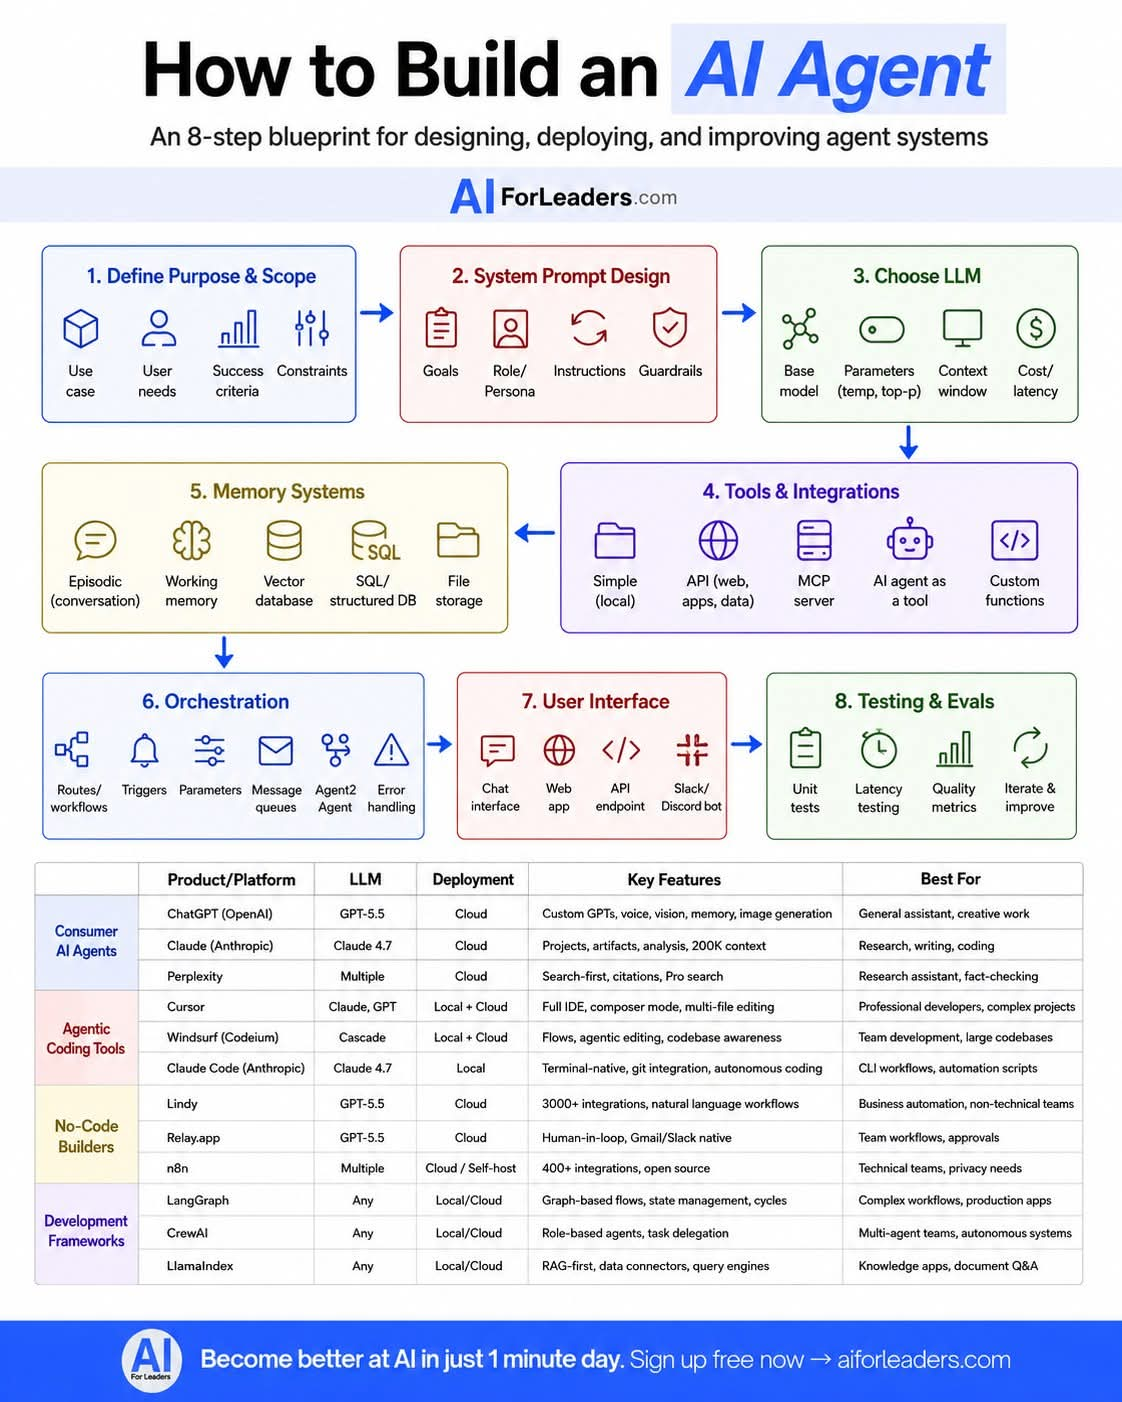 How to Build an AI Agent
An 8-step blueprint for designing, deploying, and improving agent systems
AI ForLeaders.com
1. Define Purpose & Scope
Use case
User needs
Success criteria
Constraints
2. System Prompt Design
Goals
Role/ Persona
Instructions
Guardrails
3. Choose LLM
Base model
Parameters (temp, top-p)
Context window
$
Cost/ latency
4. Tools & Integrations
Simple (local)
API (web, apps, data)
MCP server
AI agent as a tool
</>
Custom functions
5. Memory Systems
Episodic (conversation)
Working memory
Vector database
SQL
SQL/ structured DB
File storage
6. Orchestration
Routes/ workflows
Triggers
Parameters
Message queues
Agent2 Agent
Error handling
7. User Interface
Chat interface
Web app
</>
API endpoint
Slack/ Discord bot
8. Testing & Evals
Unit tests
Latency testing
Quality metrics
Iterate & improve
Product/Platform LLM Deployment Key Features Best For
Consumer AI Agents
ChatGPT (OpenAI) GPT-5.5 Cloud Custom GPTs, voice, vision, memory, image generation General assistant, creative work
Claude (Anthropic) Claude 4.7 Cloud Projects, artifacts, analysis, 200K context Research, writing, coding
Perplexity Multiple Cloud Search-first, citations, Pro search Research assistant, fact-checking
Agentic Coding Tools
Cursor Claude, GPT Local + Cloud Full IDE, composer mode, multi-file editing Professional developers, complex projects
Windsurf (Codeium) Cascade Local + Cloud Flows, agentic editing, codebase awareness Team development, large codebases
Claude Code (Anthropic) Claude 4.7 Local Terminal-native, git integration, autonomous coding CLI workflows, automation scripts
No-Code Builders
Lindy GPT-5.5 Cloud 3000+ integrations, natural language workflows Business automation, non-technical teams
Relay.app GPT-5.5 Cloud Human-in-loop, Gmail/Slack native Team workflows, approvals
n8n Multiple Cloud / Self-host 400+ integrations, open source Technical teams, privacy needs
Development Frameworks
LangGraph Any Local/Cloud Graph-based flows, state management, cycles Complex workflows, production apps
CrewAI Any Local/Cloud Role-based agents, task delegation Multi-agent teams, autonomous systems
LlamaIndex Any Local/Cloud RAG-first, data connectors, query engines Knowledge apps, document Q&A
AI
For Leaders
Become better at AI in just 1 minute day. Sign up free now → aiforleaders.com